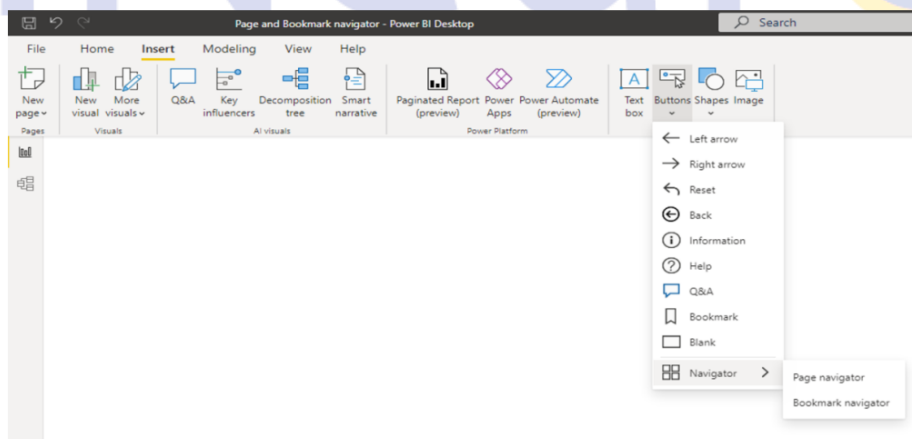 Page and Bookmark navigator - Power BI Desktop
Search
File Home Insert Modeling View Help
New page
New visual
More visuals
Q&A
Key influencers
Decomposition tree
Smart narrative
Paginated Report (preview)
Power Apps
Power Automate (preview)
Text box
Buttons
Shapes
Image
Pages
Visuals
AI visuals
Power Platform
Left arrow
Right arrow
Reset
Back
Information
Help
Q&A
Bookmark
Blank
Navigator
Page navigator
Bookmark navigator